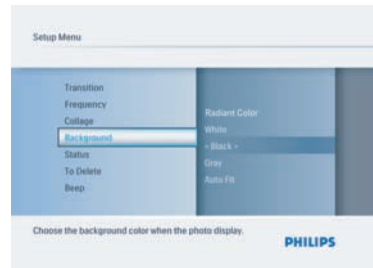 Setup Menu
Transition
Frequency
Collage
Background
Status
To Delete
Beep
Radiant Color
White
- Black -
Gray
Auto Fit
Choose the background color when the photo display.
PHILIPS